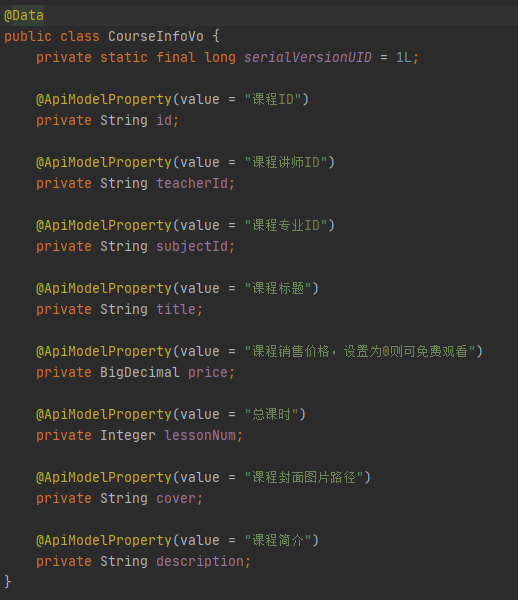 @Data
public class CourseInfoVo {
    private static final long serialVersionUID = 1L;
    @ApiModelProperty(value = "课程ID")
    private String id;
    @ApiModelProperty(value = "课程讲师ID")
    private String teacherId;
    @ApiModelProperty(value = "课程专业ID")
    private String subjectId;
    @ApiModelProperty(value = "课程标题")
    private String title;
    @ApiModelProperty(value = "课程销售价格，设置为0则可免费观看")
    private BigDecimal price;
    @ApiModelProperty(value = "总课时")
    private Integer lessonNum;
    @ApiModelProperty(value = "课程封面图片路径")
    private String cover;
    @ApiModelProperty(value = "课程简介")
    private String description;
}